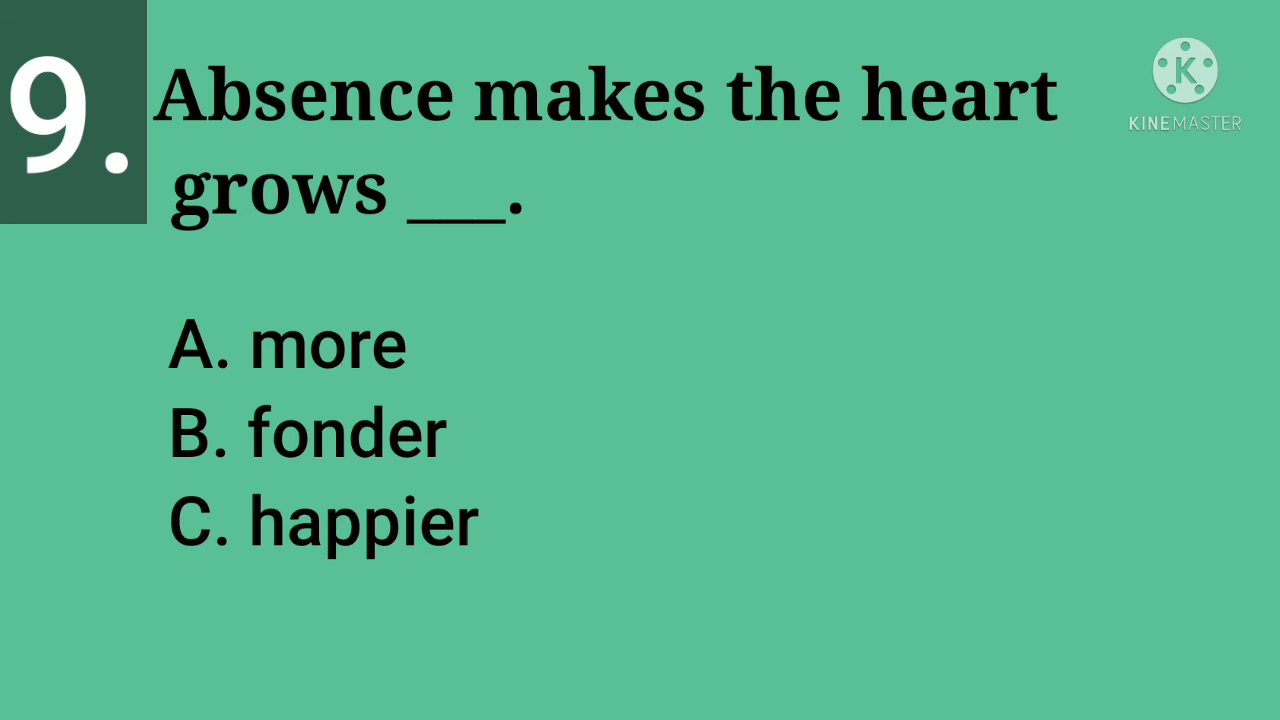 9. Absence makes the heart
grows ___.
K
KINEMASTER
A. more
B. fonder
C. happier